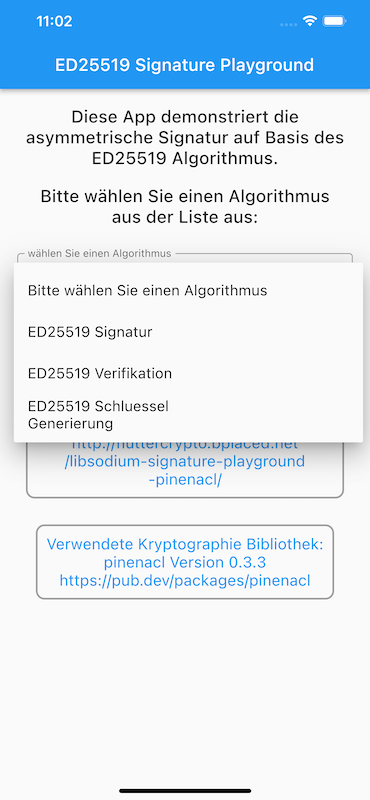 11:02
ED25519 Signature Playground
Diese App demonstriert die
asymmetrische Signatur auf Basis des
ED25519 Algorithmus.
Bitte wählen Sie einen Algorithmus
aus der Liste aus:
wählen Sie einen Algorithmus
Bitte wählen Sie einen Algorithmus
ED25519 Signatur
ED25519 Verifikation
ED25519 Schluessel
Generierung
http://fluttercrypto.bplaced.net
/libsodium-signature-playground
-pinenacl/
Verwendete Kryptographie Bibliothek:
pinenacl Version 0.3.3
https://pub.dev/packages/pinenacl